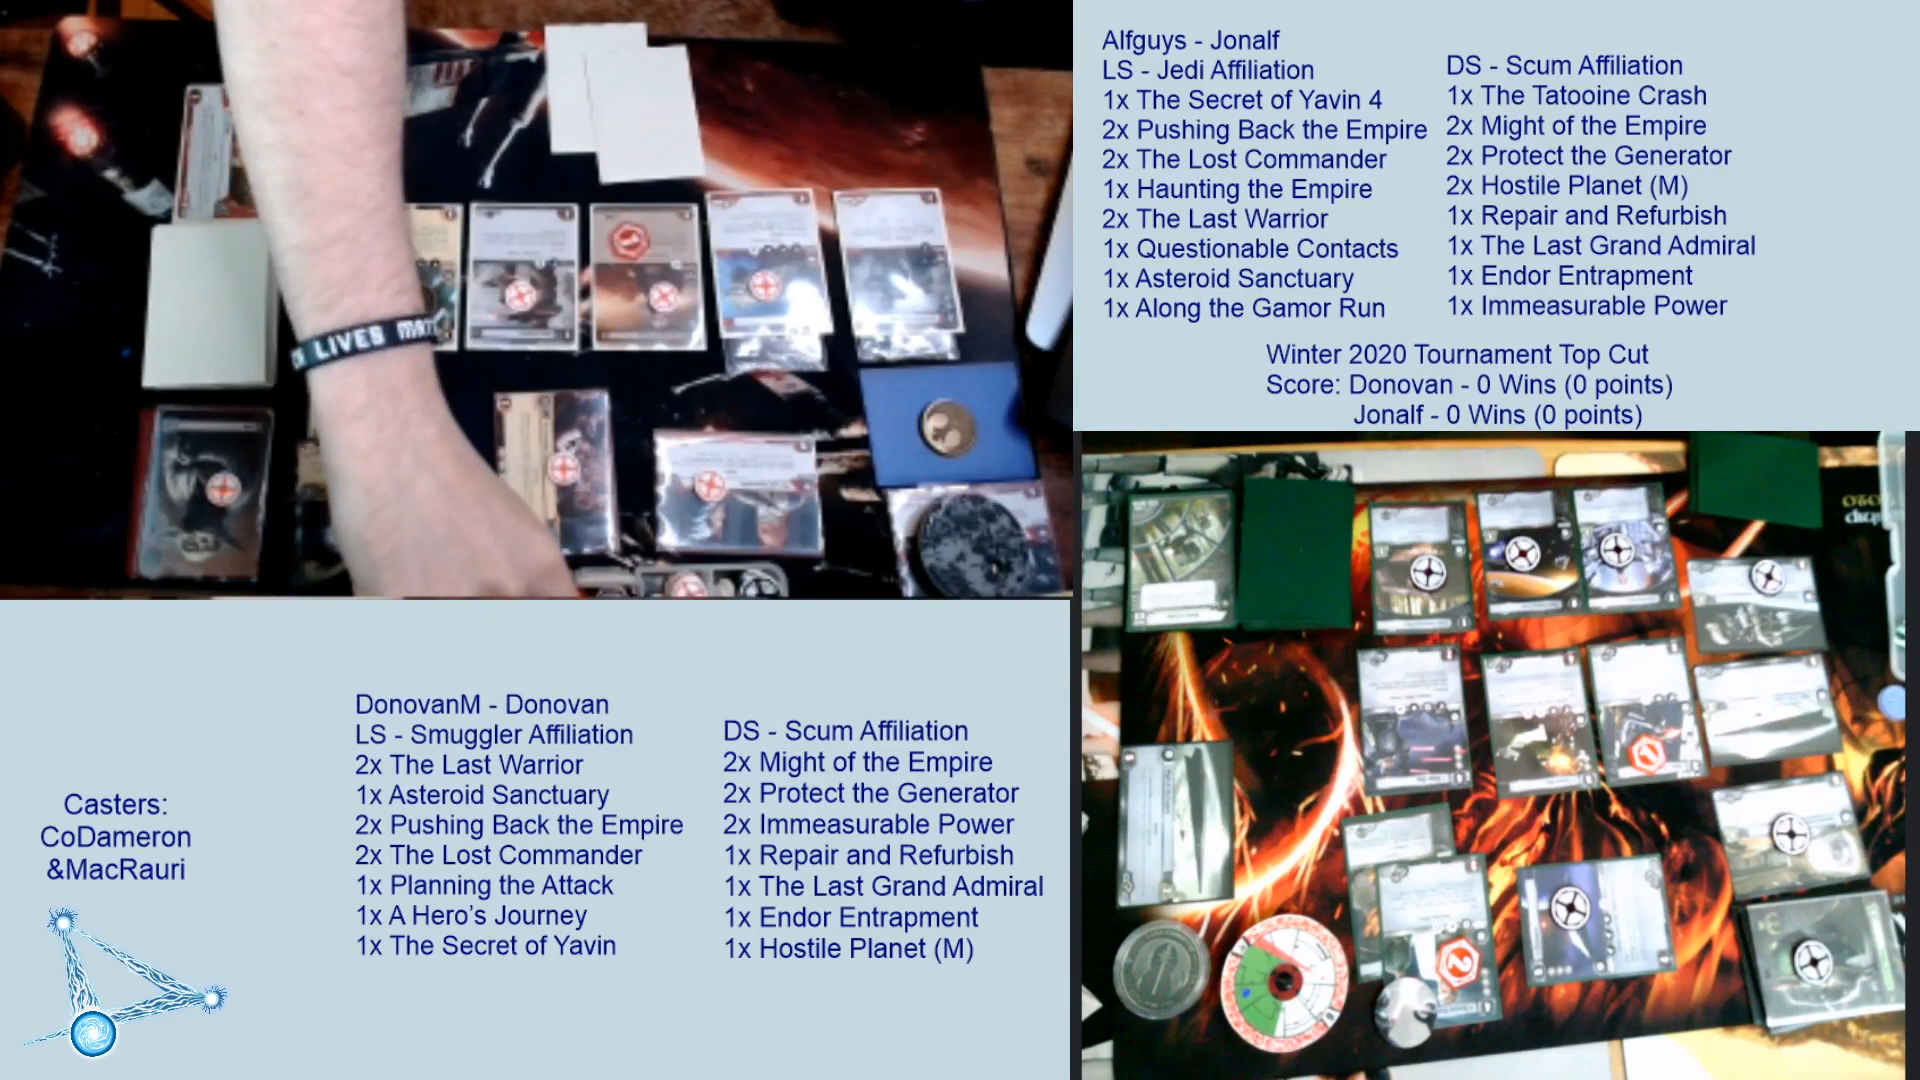 Alfguys - Jonalf
LS - Jedi Affiliation
1x The Secret of Yavin 4
2x Pushing Back the Empire
2x The Lost Commander
1x Haunting the Empire
2x The Last Warrior
1x Questionable Contacts
1x Asteroid Sanctuary
1x Along the Gamor Run
DS - Scum Affiliation
1x The Tatooine Crash
2x Might of the Empire
2x Protect the Generator
2x Hostile Planet (M)
1x Repair and Refurbish
1x The Last Grand Admiral
1x Endor Entrapment
1x Immeasurable Power
Winter 2020 Tournament Top Cut
Score: Donovan - 0 Wins (0 points)
Jonalf - 0 Wins (0 points)
LIVES
DonovanM - Donovan
LS - Smuggler Affiliation
2x The Last Warrior
1x Asteroid Sanctuary
2x Pushing Back the Empire
2x The Lost Commander
1x Planning the Attack
1x A Hero’s Journey
1x The Secret of Yavin
DS - Scum Affiliation
2x Might of the Empire
2x Protect the Generator
2x Immeasurable Power
1x Repair and Refurbish
1x The Last Grand Admiral
1x Endor Entrapment
1x Hostile Planet (M)
Casters:
CoDameron
&MacRauri